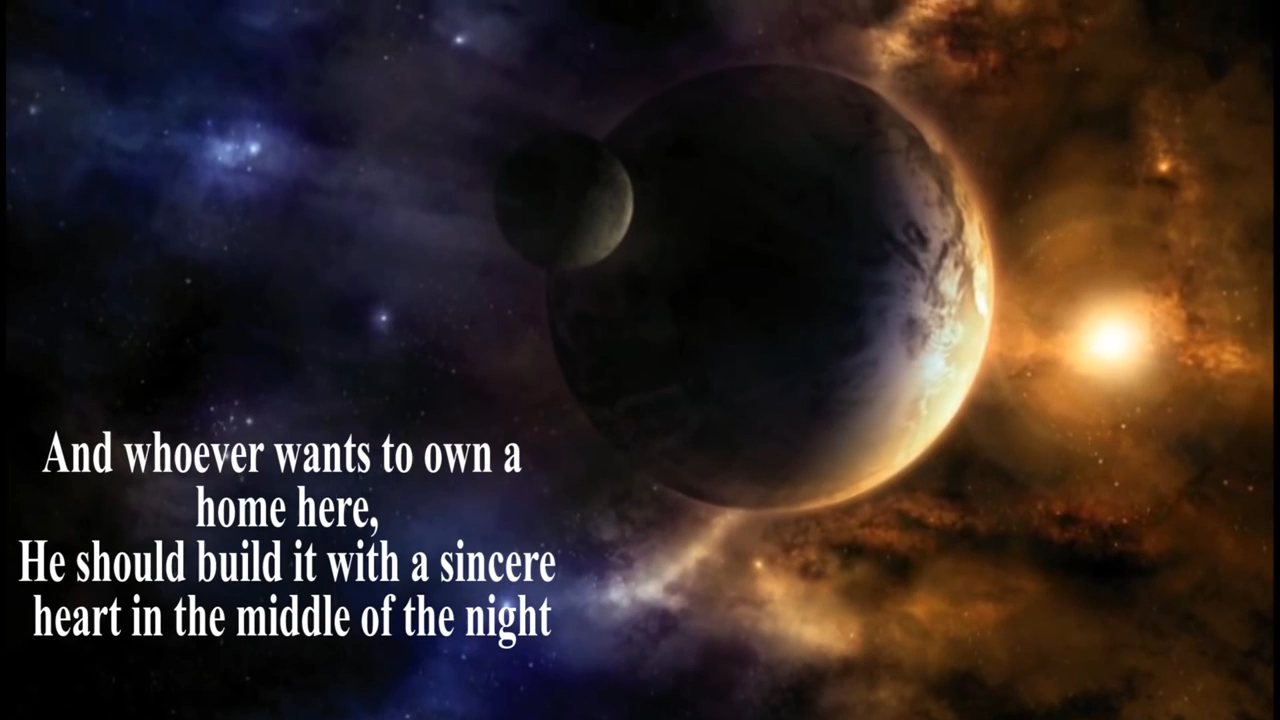 And whoever wants to own a
home here,
He should build it with a sincere
heart in the middle of the night